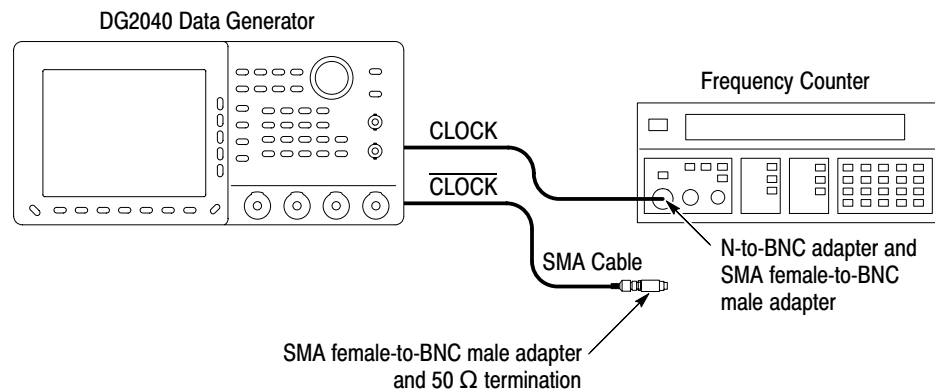 DG2040 Data Generator
Frequency Counter
CLOCK
CLOCK
N-to-BNC adapter and
SMA female-to-BNC
male adapter
SMA Cable
SMA female-to-BNC male adapter
and 50 Ω termination